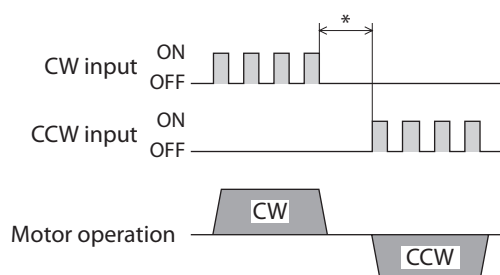 *
ON
CW input
OFF
ON
CCW input
OFF
CW
Motor operation
CCW